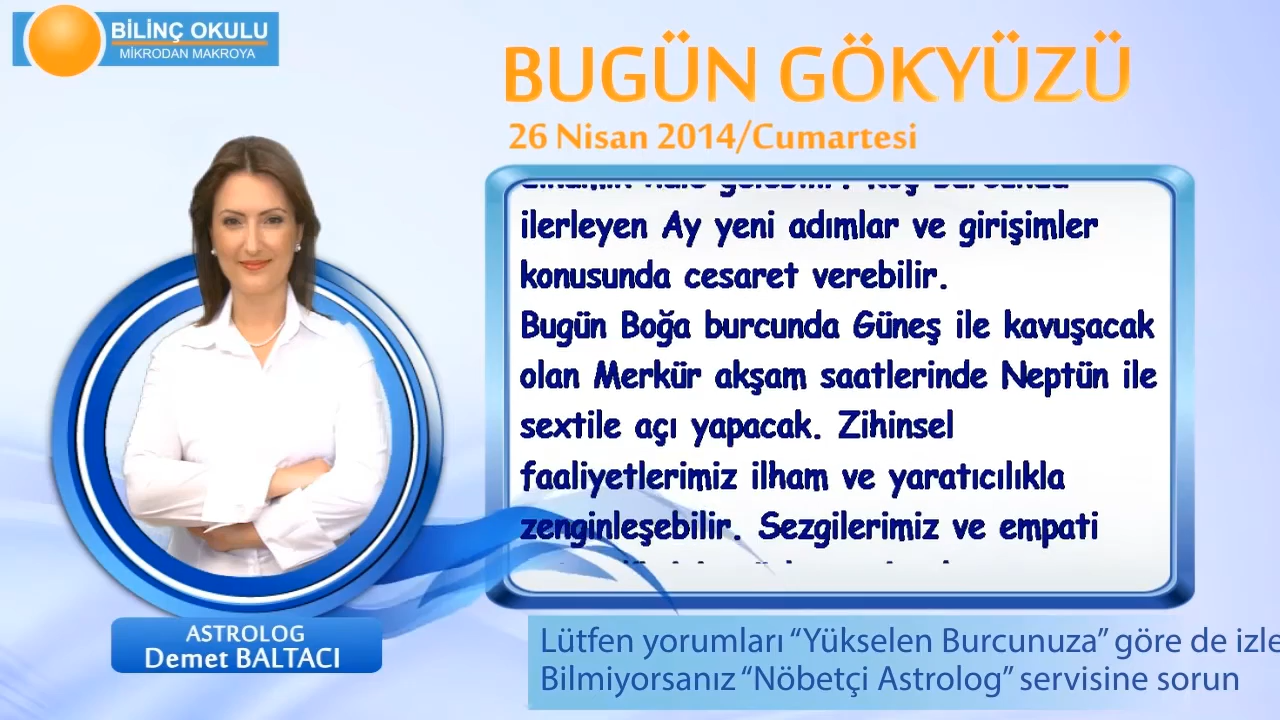 BİLİNÇ OKULU
MİKRODAN MAKROYA
BUGÜN GÖKYÜZÜ
26 Nisan 2014/Cumartesi
ilerleyen Ay yeni adımlar ve girişimler
konusunda cesaret verebilir.
Bugün Boğa burcunda Güneş ile kavuşacak
olan Merkür akşam saatlerinde Neptün ile
sextile açı yapacak. Zihinsel
faaliyetlerimiz ilham ve yaratıcılıkla
zenginleşebilir. Sezgilerimiz ve empati
ASTROLOG
Demet BALTACI
Lütfen yorumları “Yükselen Burcunuza” göre de izle
Bilmiyorsanız “Nöbetçi Astrolog” servisine sorun